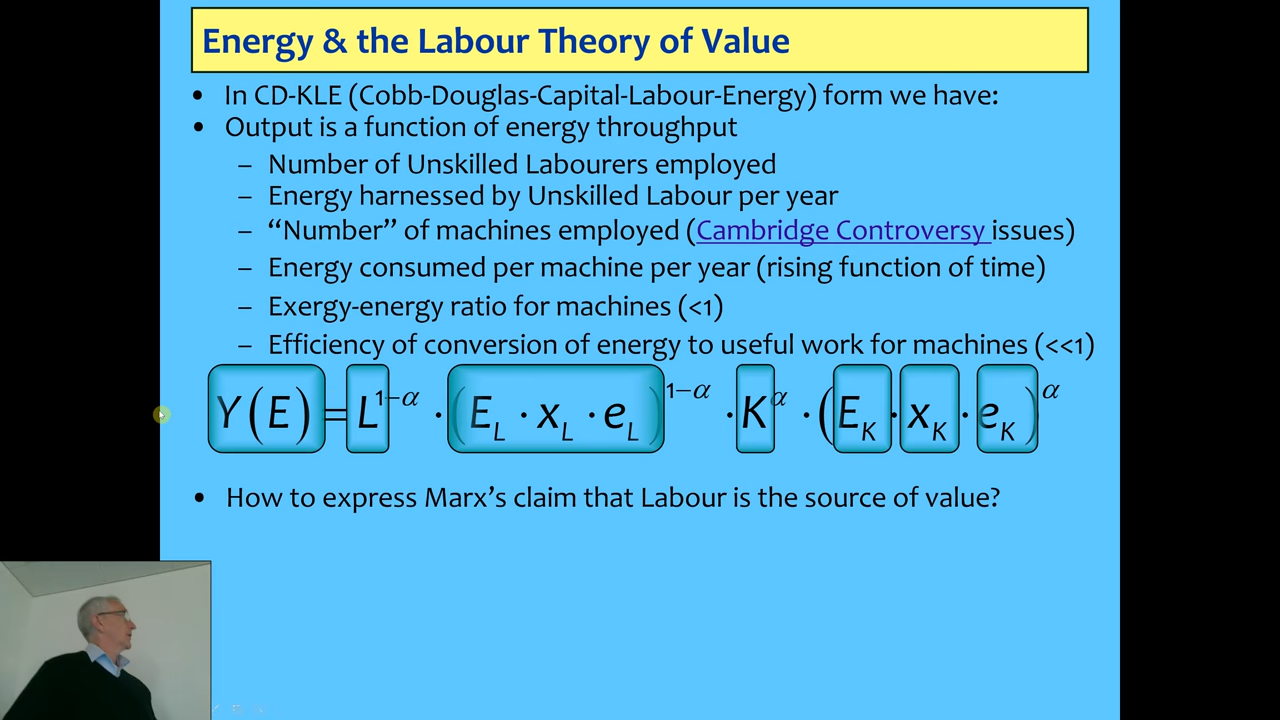 Energy & the Labour Theory of Value
• In CD-KLE (Cobb-Douglas-Capital-Labour-Energy) form we have:
• Output is a function of energy throughput
– Number of Unskilled Labourers employed
– Energy harnessed by Unskilled Labour per year
– “Number” of machines employed (Cambridge Controversy issues)
– Energy consumed per machine per year (rising function of time)
– Exergy-energy ratio for machines (<1)
– Efficiency of conversion of energy to useful work for machines (<<1)
Y(E)=L^{1−α} · (E_L · x_L · e_L)^{1−α} · K^α · (E_K · x_K · e_K)^α
• How to express Marx’s claim that Labour is the source of value?